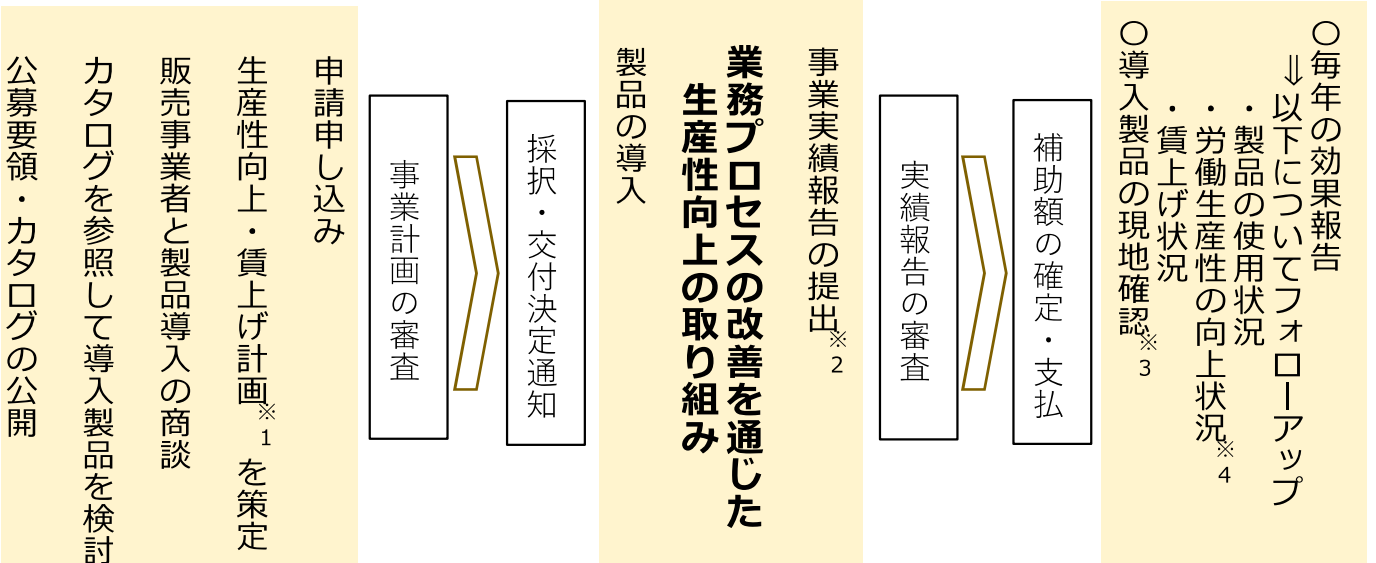 公募要領・カタログの公開
カタログを参照して導入製品を検討
販売事業者と製品導入の商談
生産性向上・賃上げ計画※1を策定
申請申し込み
事業計画の審査
採択・交付決定通知
製品の導入
業務プロセスの改善を通じた
生産性向上の取り組み
事業実績報告の提出※2
実績報告の審査
補助額の確定・支払
〇毎年の効果報告
⇒以下についてフォローアップ
・製品の使用状況
・労働生産性の向上状況※4
・賃上げ状況
〇導入製品の現地確認※3